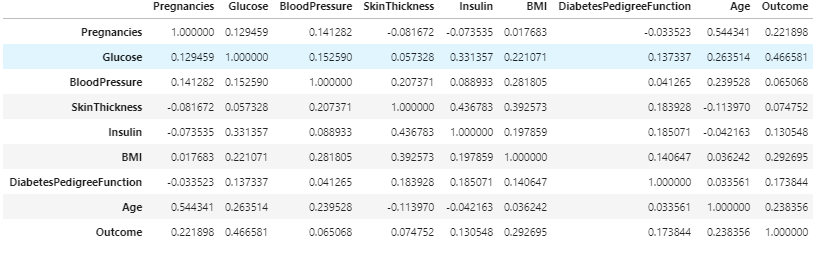 Pregnancies Glucose BloodPressure SkinThickness Insulin BMI DiabetesPedigreeFunction Age Outcome
Pregnancies 1.000000 0.129459 0.141282 -0.081672 -0.073535 0.017683 -0.033523 0.544341 0.221898
Glucose 0.129459 1.000000 0.152590 0.057328 0.331357 0.221071 0.137337 0.263514 0.466581
BloodPressure 0.141282 0.152590 1.000000 0.207371 0.088933 0.281805 0.041265 0.239528 0.065068
SkinThickness -0.081672 0.057328 0.207371 1.000000 0.436783 0.392573 0.183928 -0.113970 0.074752
Insulin -0.073535 0.331357 0.088933 0.436783 1.000000 0.197859 0.185071 -0.042163 0.130548
BMI 0.017683 0.221071 0.281805 0.392573 0.197859 1.000000 0.140647 0.036242 0.292695
DiabetesPedigreeFunction -0.033523 0.137337 0.041265 0.183928 0.185071 0.140647 1.000000 0.033561 0.173844
Age 0.544341 0.263514 0.239528 -0.113970 -0.042163 0.036242 0.033561 1.000000 0.238356
Outcome 0.221898 0.466581 0.065068 0.074752 0.130548 0.292695 0.173844 0.238356 1.000000